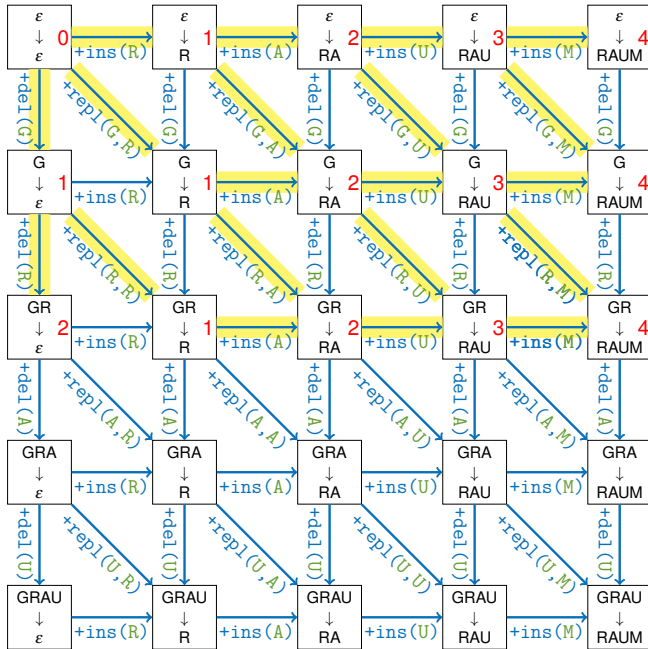 ε ε ε ε ε
↓ 0 ↓ 1 ↓ 2 ↓ 3 ↓ 4
ε +ins(R) R +ins(A) RA +ins(U) RAU +ins(M) RAUM
+del(G) +repl(G,R) +del(G) +repl(G,A) +del(G) +repl(G,U) +del(G) +repl(G,M) +del(G)
G G G G G
↓ 1 ↓ 1 ↓ 2 ↓ 3 ↓ 4
ε +ins(R) R +ins(A) RA +ins(U) RAU +ins(M) RAUM
+del(R) +repl(R,R) +del(R) +repl(R,A) +del(R) +repl(R,U) +del(R) +repl(R,M) +del(R)
GR GR GR GR GR
↓ 2 ↓ 1 ↓ 2 ↓ 3 ↓ 4
ε +ins(R) R +ins(A) RA +ins(U) RAU +ins(M) RAUM
+del(A) +repl(A,R) +del(A) +repl(A,A) +del(A) +repl(A,U) +del(A) +repl(A,M) +del(A)
GRA GRA GRA GRA GRA
↓ ↓ ↓ ↓ ↓
ε +ins(R) R +ins(A) RA +ins(U) RAU +ins(M) RAUM
+del(U) +repl(U,R) +del(U) +repl(U,A) +del(U) +repl(U,U) +del(U) +repl(U,M) +del(U)
GRAU GRAU GRAU GRAU GRAU
↓ ↓ ↓ ↓ ↓
ε +ins(R) R +ins(A) RA +ins(U) RAU +ins(M) RAUM